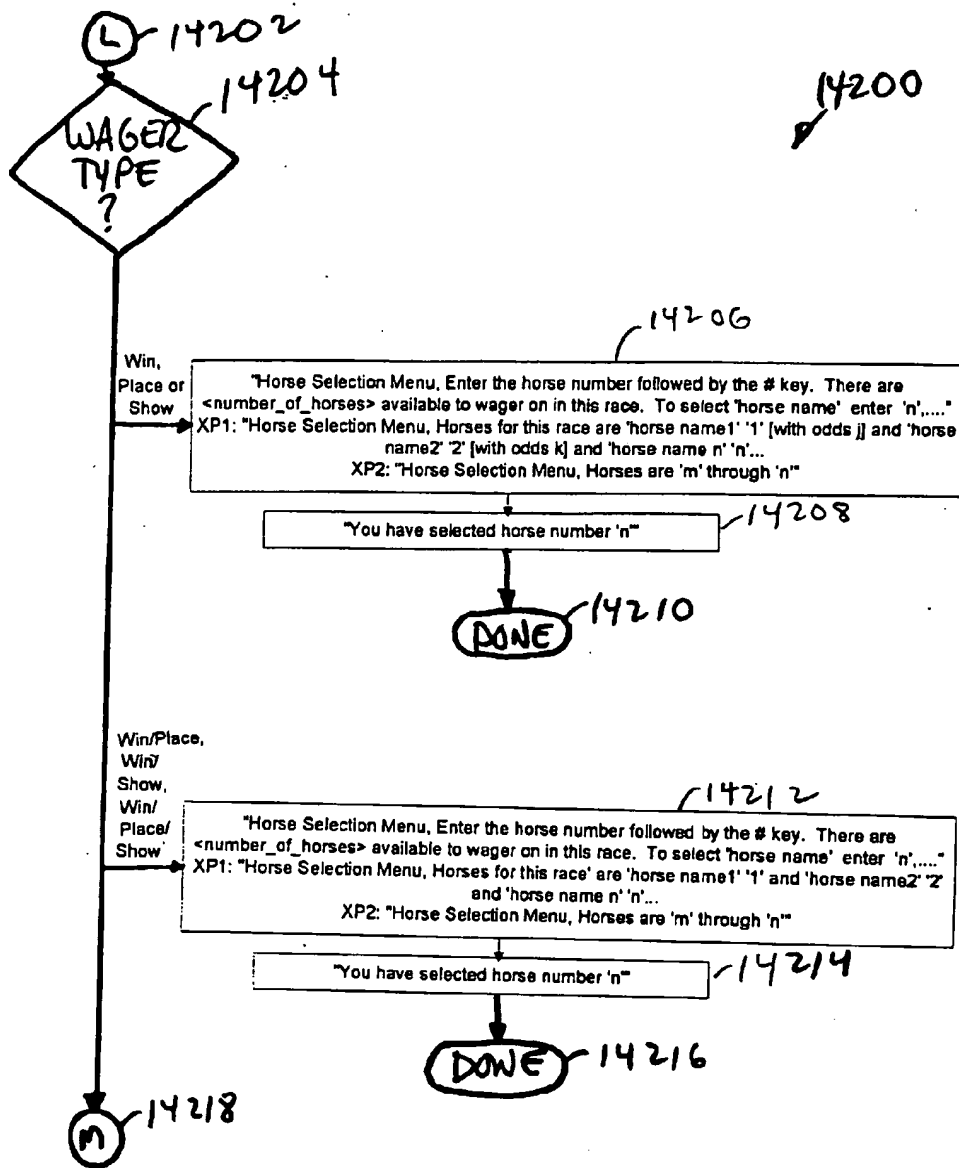 L 14202
14204
14200
WAGER
TYPE
?
14206
Win,
Place or
Show
"Horse Selection Menu, Enter the horse number followed by the # key. There are
<number_of_horses> available to wager on in this race. To select 'horse name' enter 'n',...."
XP1: "Horse Selection Menu, Horses for this race are 'horse name1' '1' [with odds j] and 'horse
name2' '2' [with odds k] and 'horse name n' 'n'...
XP2: "Horse Selection Menu, Horses are 'm' through 'n'"
14208
"You have selected horse number 'n'"
14210
DONE
Win/Place,
Win/
Show,
Win/
Place/
Show
14212
"Horse Selection Menu, Enter the horse number followed by the # key. There are
<number_of_horses> available to wager on in this race. To select 'horse name' enter 'n',...."
XP1: "Horse Selection Menu, Horses for this race' are 'horse name1' '1' and 'horse name2' '2'
and 'horse name n' 'n'...
XP2: "Horse Selection Menu, Horses are 'm' through 'n'"
"You have selected horse number 'n'"
14214
DONE 14216
M 14218